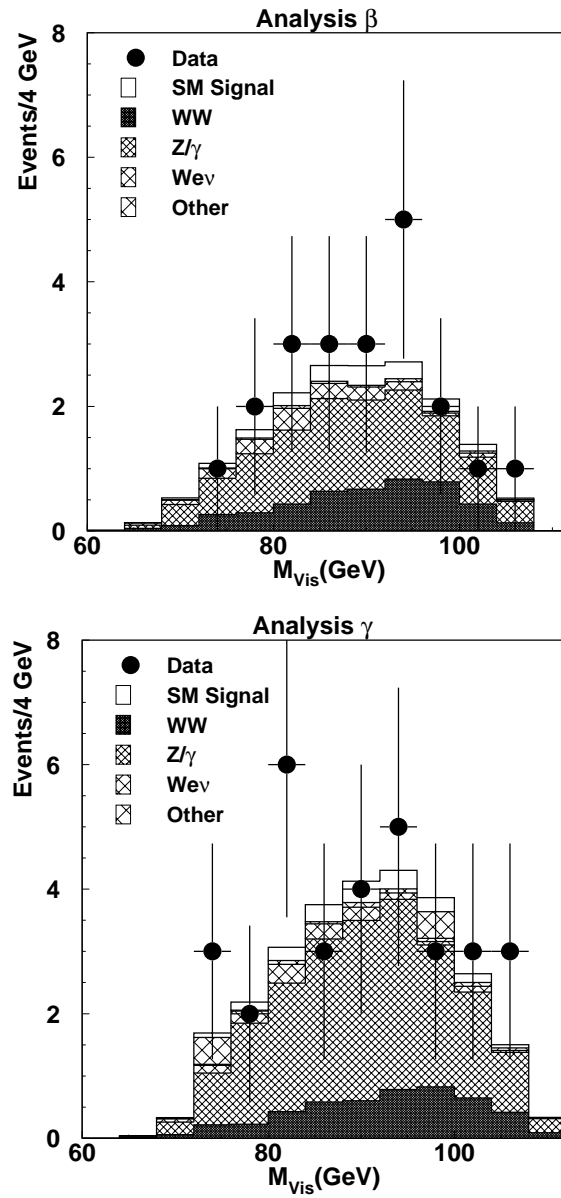 Analysis β
Events/4 GeV
8
6
4
2
0
Data
SM Signal
WW
Z/γ
Weν
Other
60
80
100
M_Vis(GeV)
Analysis γ
Events/4 GeV
8
6
4
2
0
Data
SM Signal
WW
Z/γ
Weν
Other
60
80
100
M_Vis(GeV)